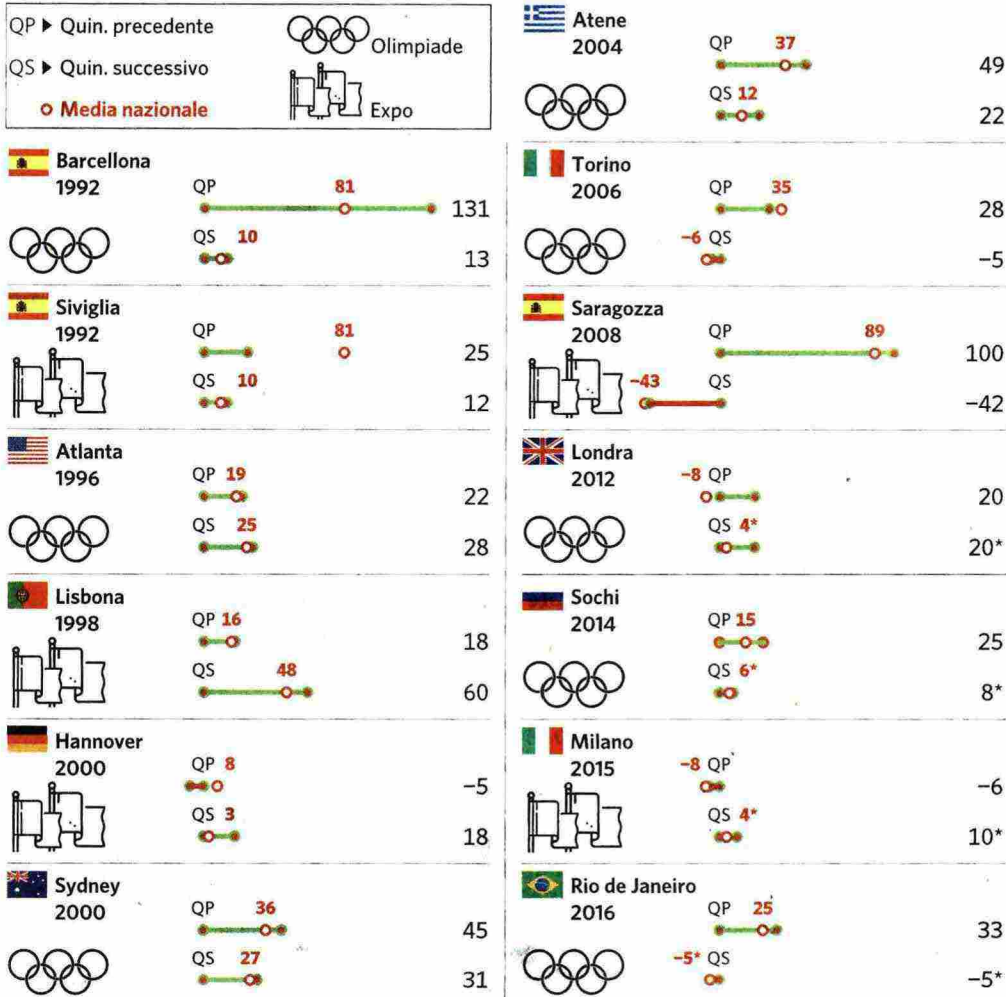 QP ▶ Quin. precedente
Olimpiade
QS ▶ Quin. successivo
Media nazionale
Expo
Barcellona
1992
QP
81
131
QS 10
13
Siviglia
1992
QP
81
25
QS 10
12
Atlanta
1996
QP 19
22
QS 25
28
Lisbona
1998
QP 16
18
QS
48
60
Hannover
2000
QP 8
−5
QS 3
18
Sydney
2000
QP
36
45
QS 27
31
Atene
2004
QP
37
49
QS 12
22
Torino
2006
QP
35
28
−6 QS
−5
Saragozza
2008
QP
89
100
−43
QS
−42
Londra
2012
−8 QP
20
QS 4*
20*
Sochi
2014
QP 15
25
QS 6*
8*
Milano
2015
−8 QP
−6
QS 4*
10*
Rio de Janeiro
2016
QP 25
33
−5* QS
−5*